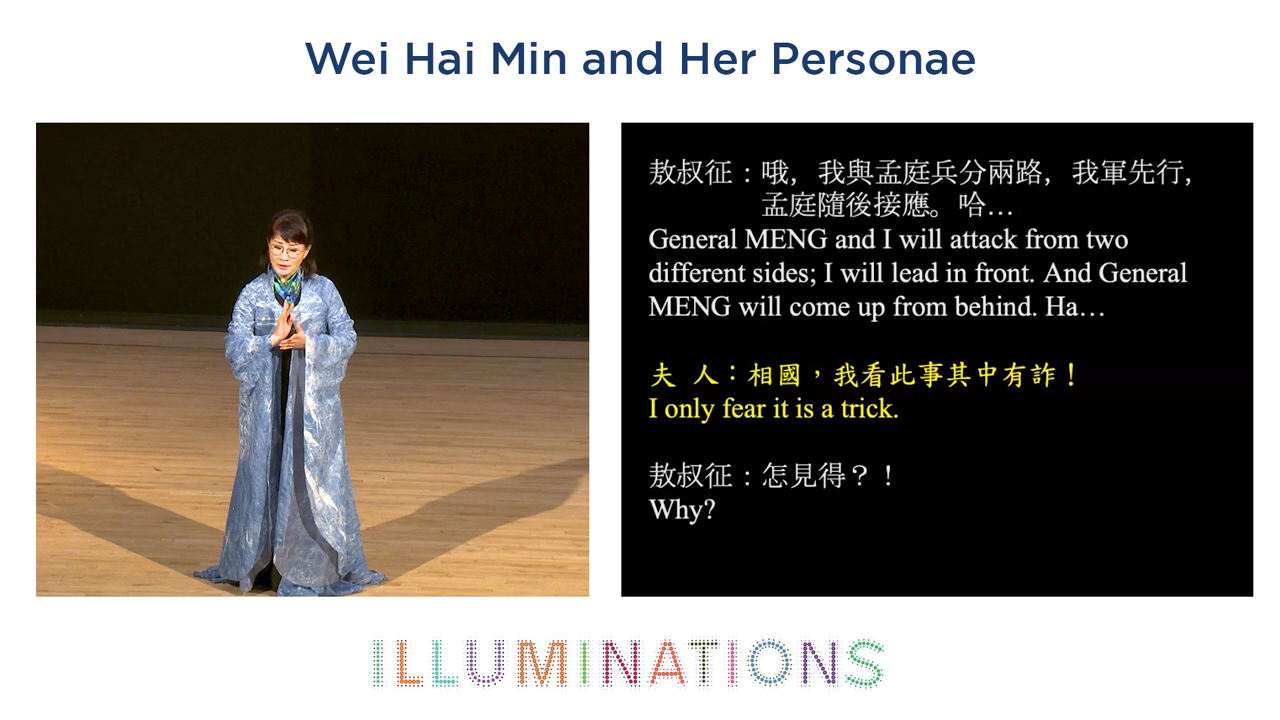 Wei Hai Min and Her Personae
敖叔征：哦，我與孟庭兵分兩路，我軍先行，
孟庭隨後接應。哈…
General MENG and I will attack from two
different sides; I will lead in front. And General
MENG will come up from behind. Ha…
夫 人：相國，我看此事其中有詐！
I only fear it is a trick.
敖叔征：怎見得？！
Why?
ILLUMINATIONS